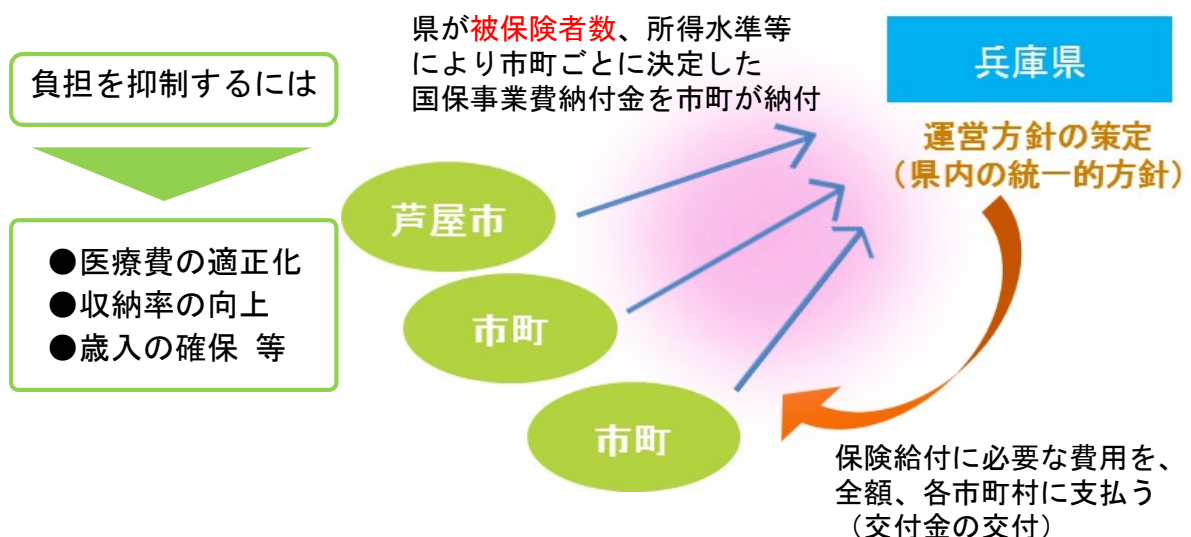 負担を抑制するには
●医療費の適正化
●収納率の向上
●歳入の確保 等
県が被保険者数、所得水準等
により市町ごとに決定した
国保事業費納付金を市町が納付
兵庫県
運営方針の策定
（県内の統一的方針）
芦屋市
市町
市町
保険給付に必要な費用を、
全額、各市町村に支払う
（交付金の交付）